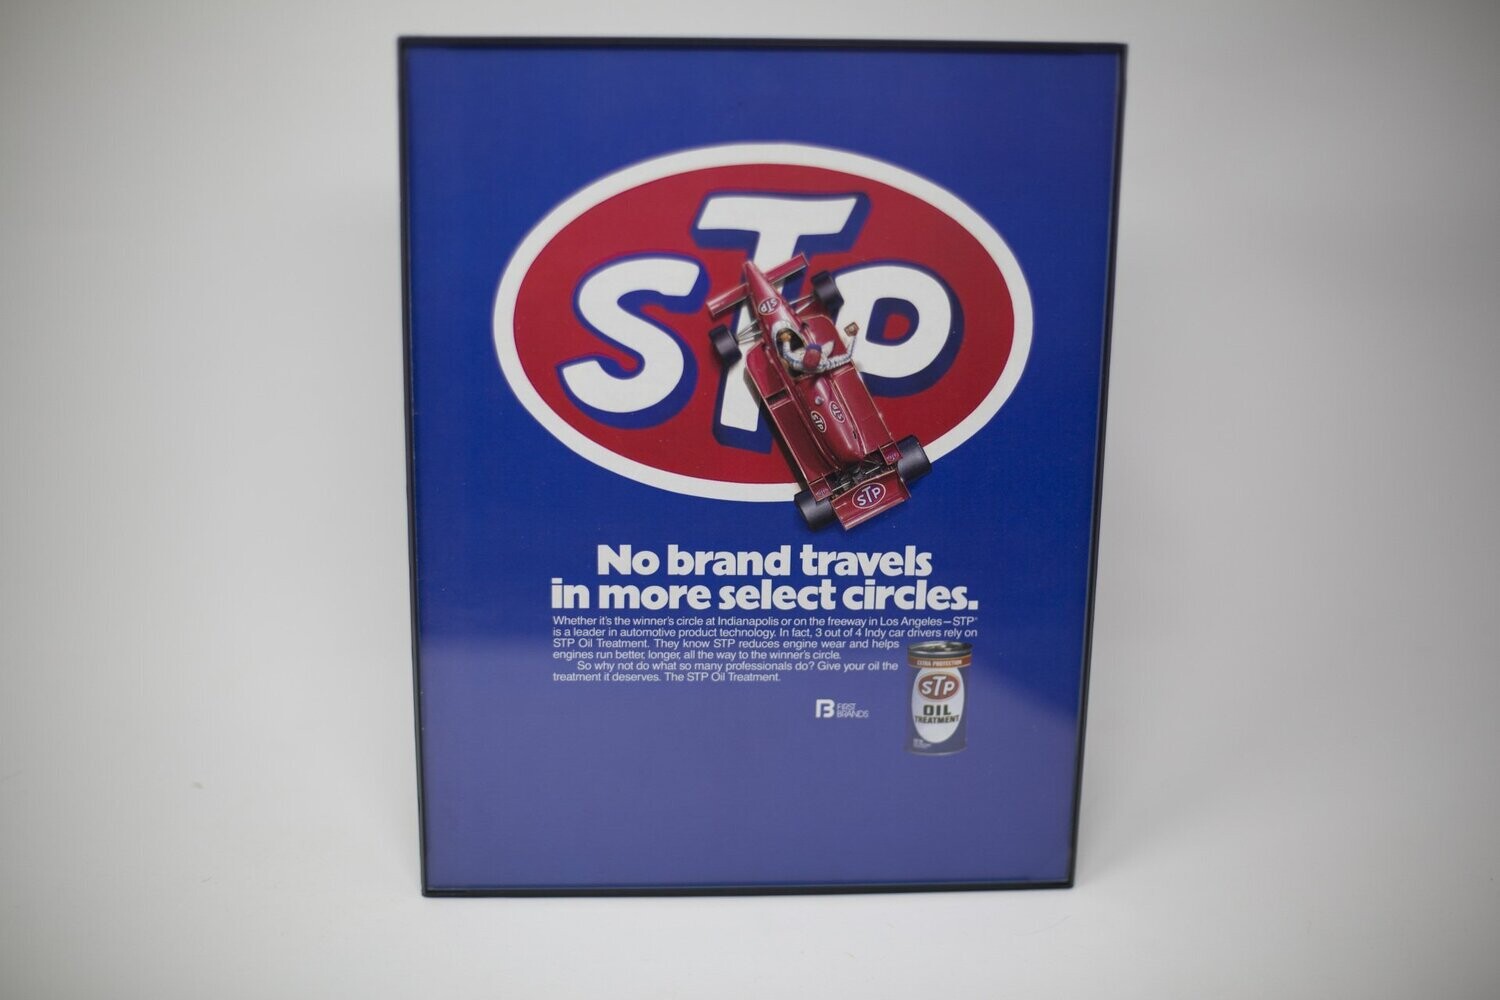 STP
STP
STP
STP
STP
No brand travels
in more select circles.
Whether it's the winner's circle at Indianapolis or on the freeway in Los Angeles—STP®
is a leader in automotive product technology. In fact, 3 out of 4 Indy car drivers rely on
STP Oil Treatment. They know STP reduces engine wear and helps
engines run better, longer, all the way to the winner's circle.
So why not do what so many professionals do? Give your oil the
treatment it deserves. The STP Oil Treatment.
EXTRA PROTECTION
STP
OIL
TREATMENT
FIRST
BRANDS